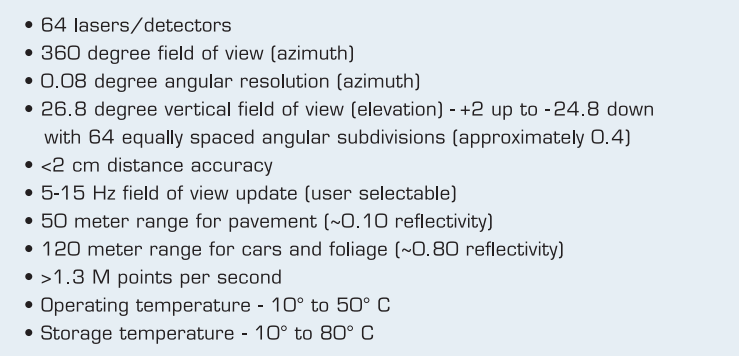 • 64 lasers/detectors
• 360 degree field of view (azimuth)
• 0.08 degree angular resolution (azimuth)
• 26.8 degree vertical field of view (elevation) - +2 up to -24.8 down
with 64 equally spaced angular subdivisions (approximately 0.4)
• <2 cm distance accuracy
• 5-15 Hz field of view update (user selectable)
• 50 meter range for pavement (~0.10 reflectivity)
• 120 meter range for cars and foliage (~0.80 reflectivity)
• >1.3 M points per second
• Operating temperature - 10° to 50° C
• Storage temperature - 10° to 80° C